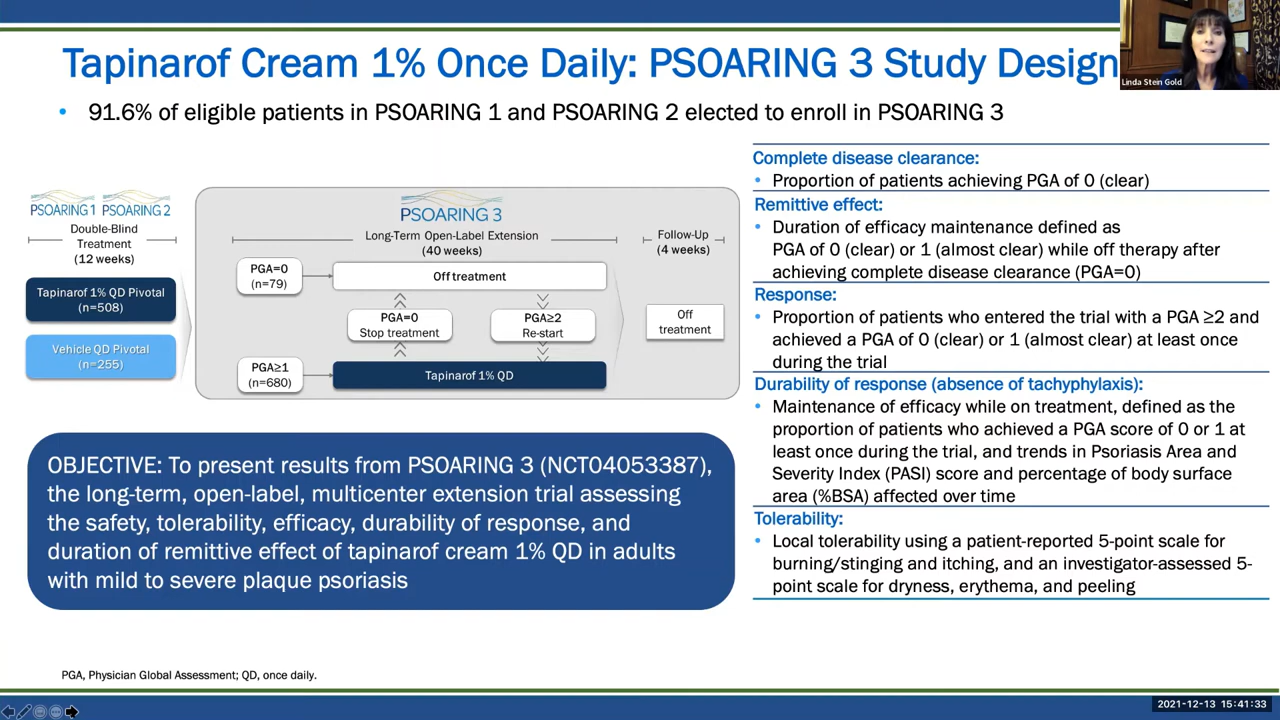 Tapinarof Cream 1% Once Daily: PSOARING 3 Study Design
Linda Stein Gold
• 91.6% of eligible patients in PSOARING 1 and PSOARING 2 elected to enroll in PSOARING 3
PSOARING 1 PSOARING 2
Double-Blind
Treatment
(12 weeks)
Tapinarof 1% QD Pivotal
(n=508)
Vehicle QD Pivotal
(n=255)
PSOARING 3
Long-Term Open-Label Extension
(40 weeks)
Follow-Up
(4 weeks)
PGA=0
(n=79)
Off treatment
PGA=0
Stop treatment
PGA≥2
Re-start
Off
treatment
PGA≥1
(n=680)
Tapinarof 1% QD
OBJECTIVE: To present results from PSOARING 3 (NCT04053387),
the long-term, open-label, multicenter extension trial assessing
the safety, tolerability, efficacy, durability of response, and
duration of remittive effect of tapinarof cream 1% QD in adults
with mild to severe plaque psoriasis
Complete disease clearance:
• Proportion of patients achieving PGA of 0 (clear)
Remittive effect:
• Duration of efficacy maintenance defined as
PGA of 0 (clear) or 1 (almost clear) while off therapy after
achieving complete disease clearance (PGA=0)
Response:
• Proportion of patients who entered the trial with a PGA ≥2 and
achieved a PGA of 0 (clear) or 1 (almost clear) at least once
during the trial
Durability of response (absence of tachyphylaxis):
• Maintenance of efficacy while on treatment, defined as the
proportion of patients who achieved a PGA score of 0 or 1 at
least once during the trial, and trends in Psoriasis Area and
Severity Index (PASI) score and percentage of body surface
area (%BSA) affected over time
Tolerability:
• Local tolerability using a patient-reported 5-point scale for
burning/stinging and itching, and an investigator-assessed 5-
point scale for dryness, erythema, and peeling
PGA, Physician Global Assessment; QD, once daily.
2021-12-13 15:41:33